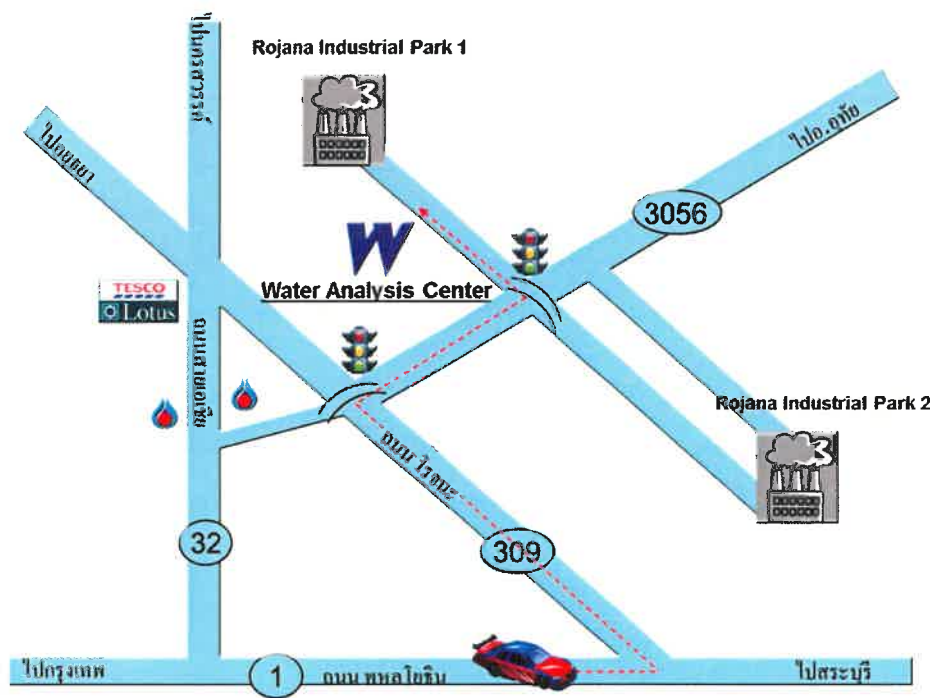 Rojana Industrial Park 1
ไปนครสวรรค์
ไปอยุธยา
ไปอ.อุทัย
3056
W
Water Analysis Center
TESCO
Lotus
ถนนสายเอเซีย
Rojana Industrial Park 2
ถนน โรจนะ
32
309
ไปกรุงเทพ
1
ถนน พหลโยธิน
ไปสระบุรี